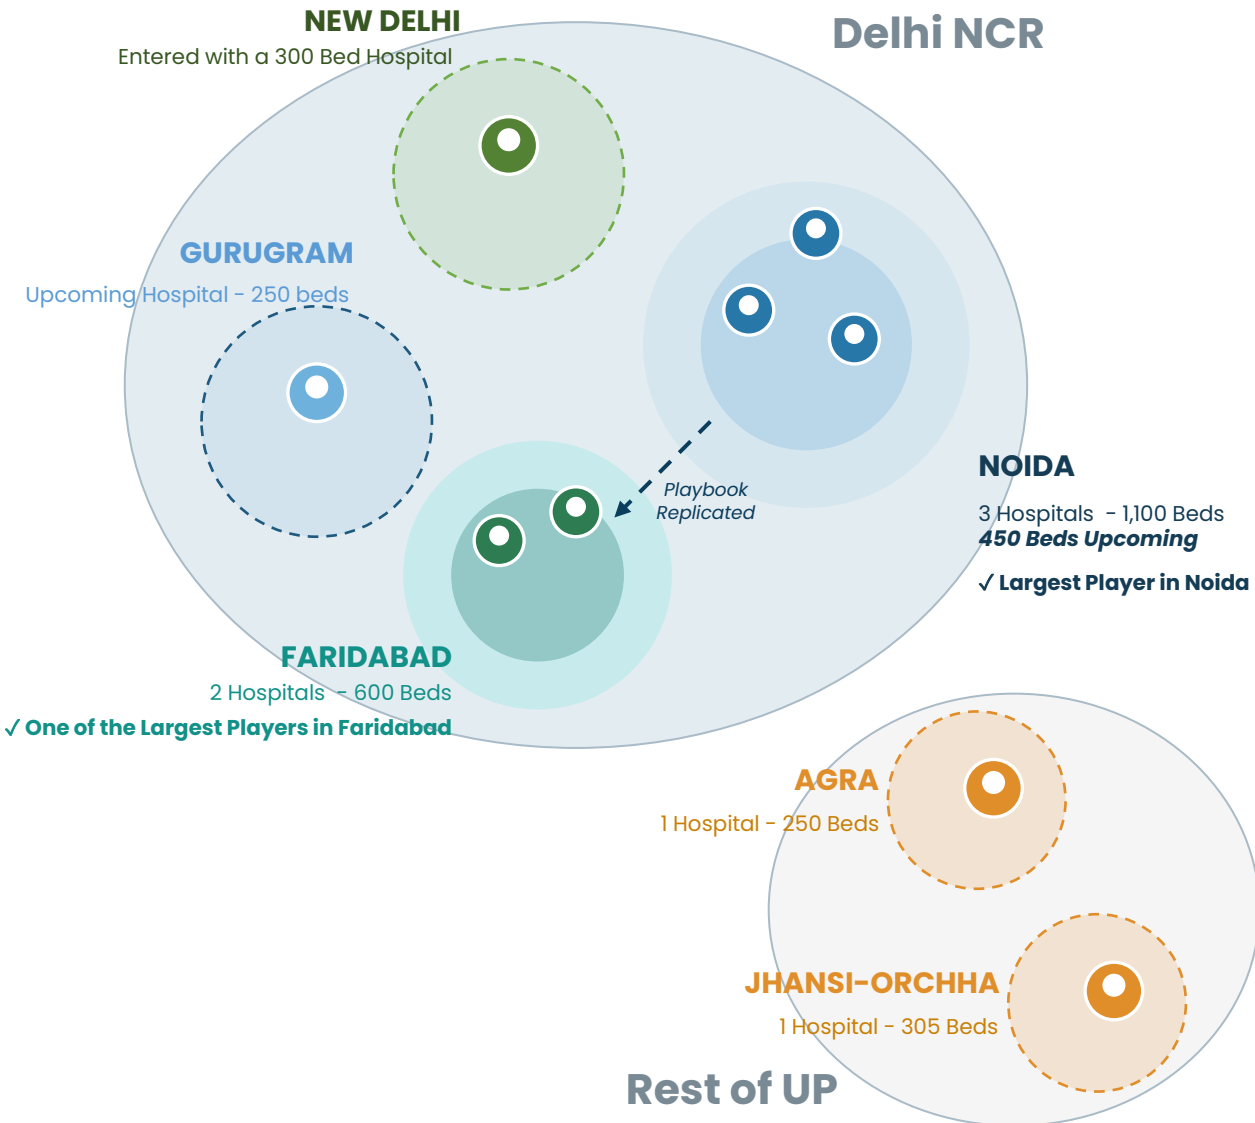 NEW DELHI
Entered with a 300 Bed Hospital
Delhi NCR
GURUGRAM
Upcoming Hospital - 250 beds
Playbook
Replicated
NOIDA
3 Hospitals - 1,100 Beds
450 Beds Upcoming
✓ Largest Player in Noida
FARIDABAD
2 Hospitals - 600 Beds
✓ One of the Largest Players in Faridabad
AGRA
1 Hospital - 250 Beds
JHANSI-ORCHHA
1 Hospital - 305 Beds
Rest of UP